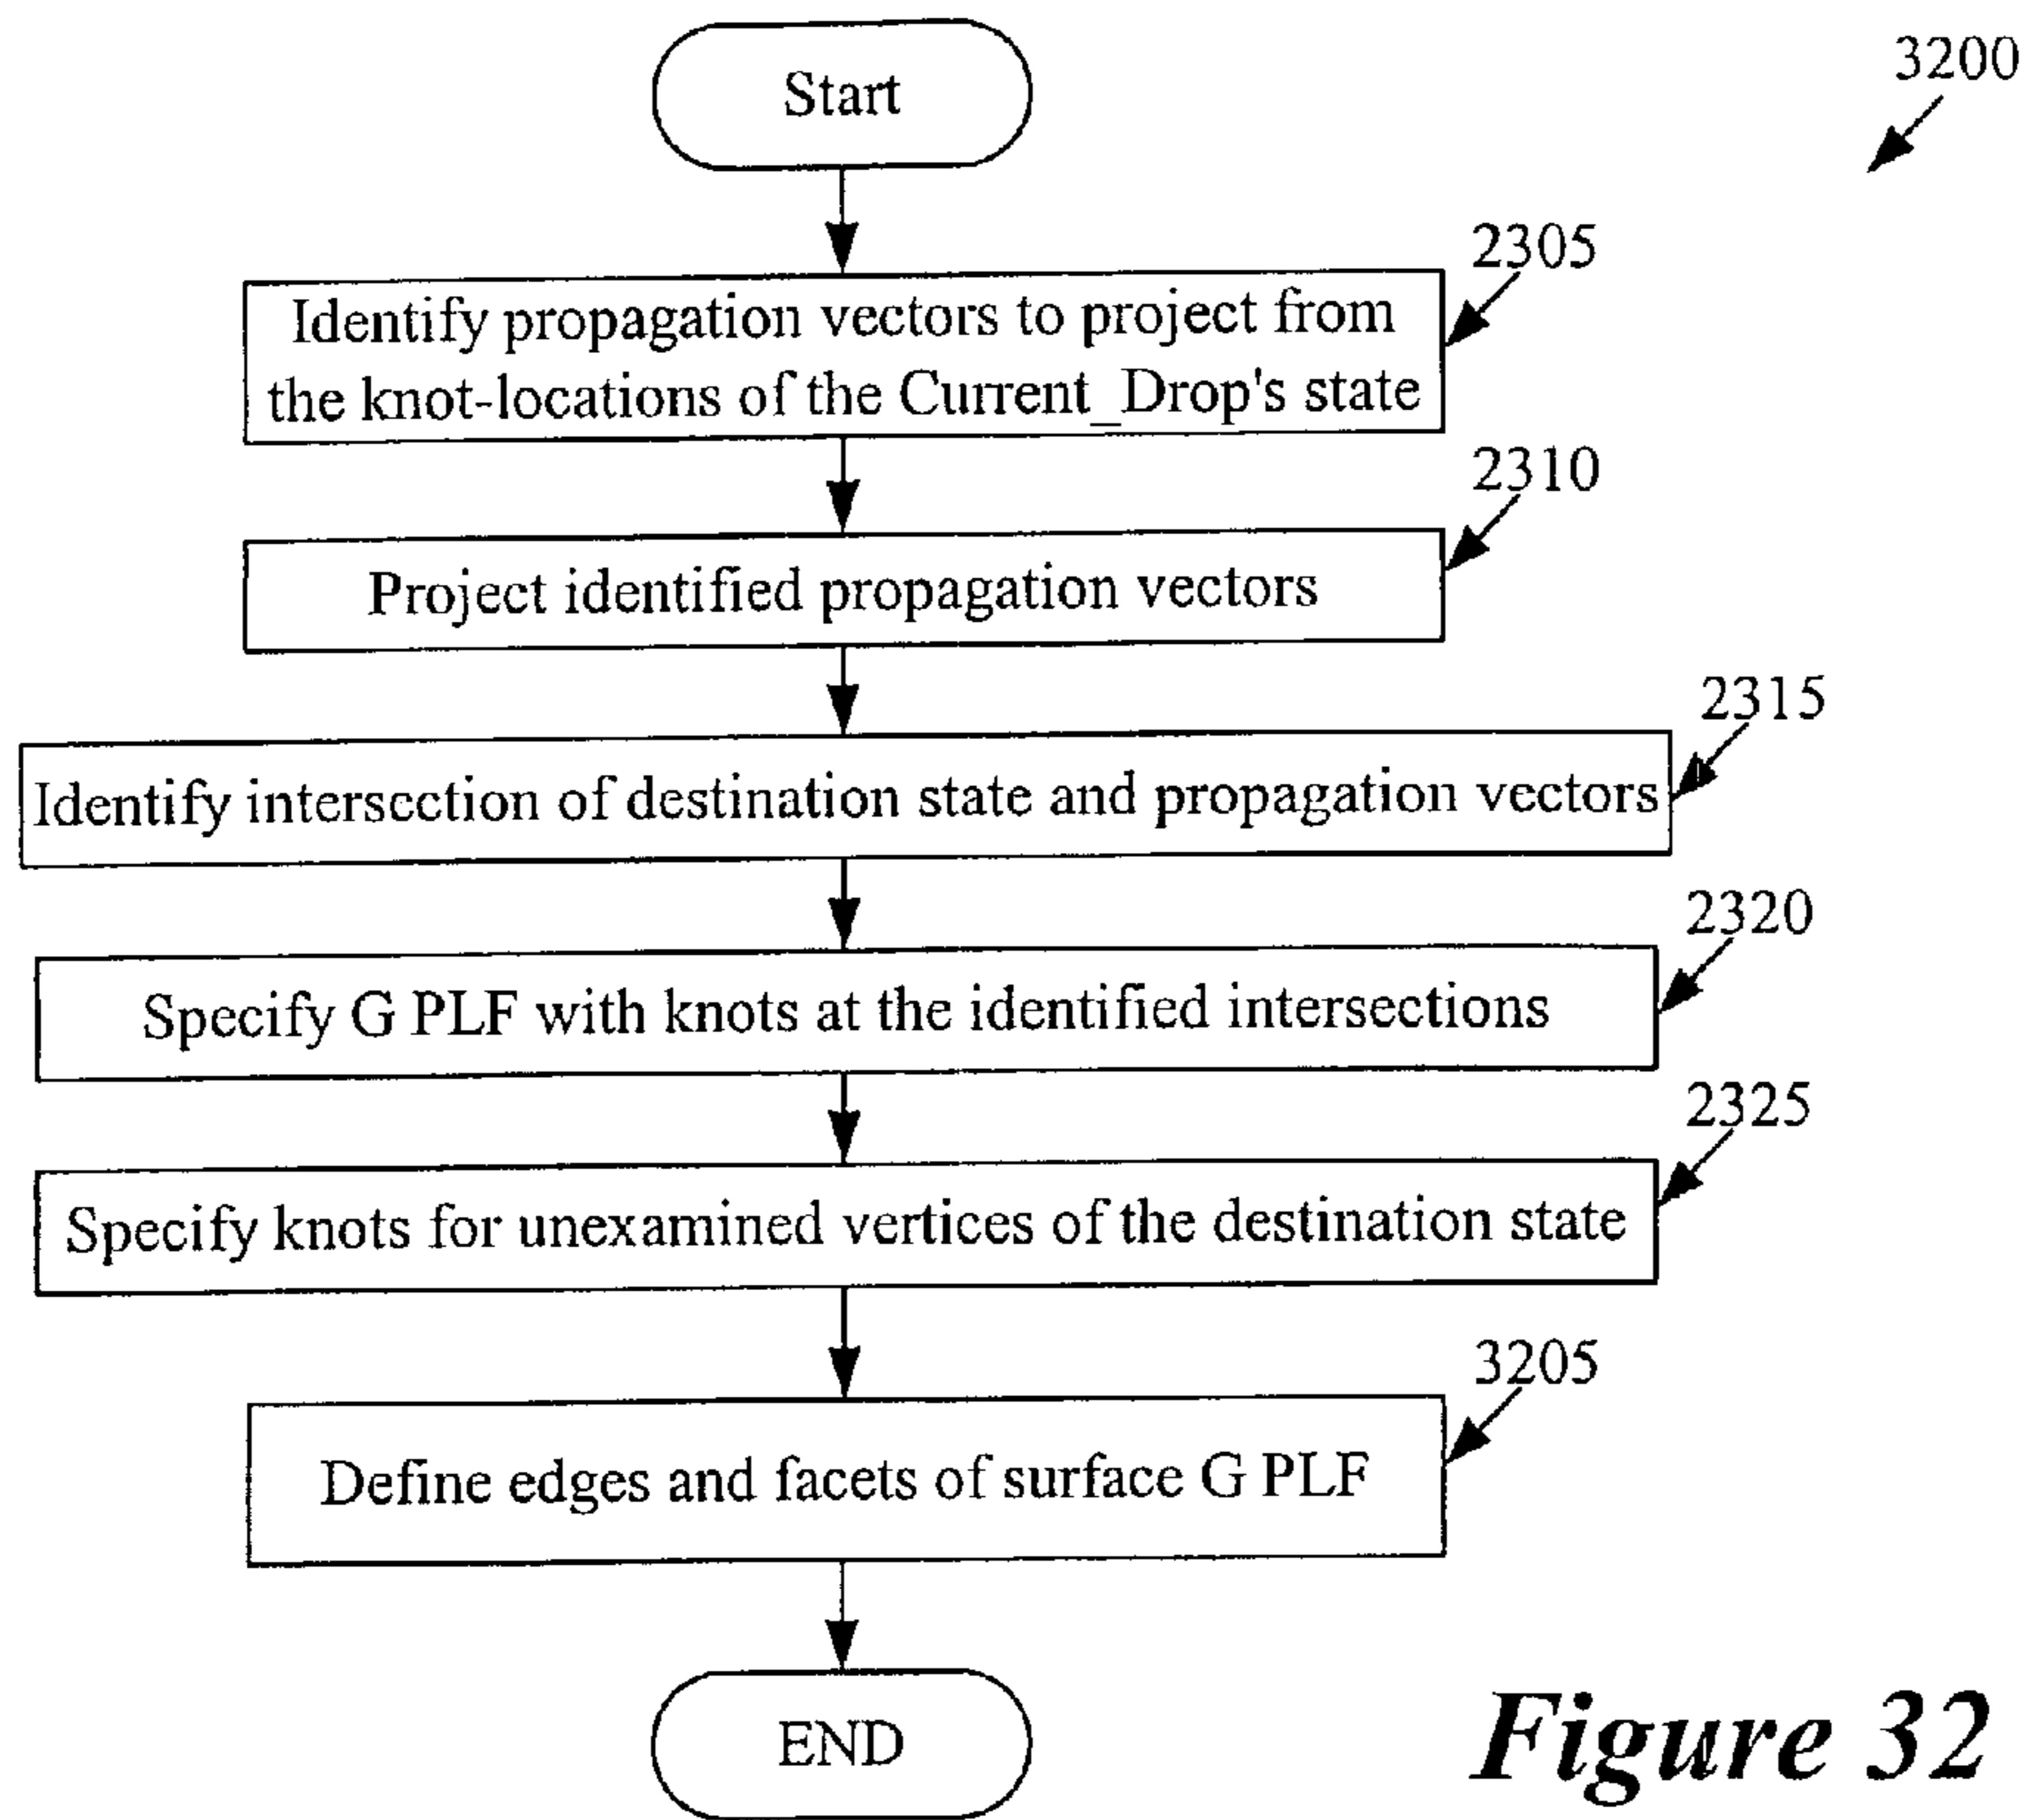 3200
Start
2305
Identify propagation vectors to project from
the knot-locations of the Current_Drop's state
2310
Project identified propagation vectors
2315
Identify intersection of destination state and propagation vectors
2320
Specify G PLF with knots at the identified intersections
2325
Specify knots for unexamined vertices of the destination state
3205
Define edges and facets of surface G PLF
END
Figure 32